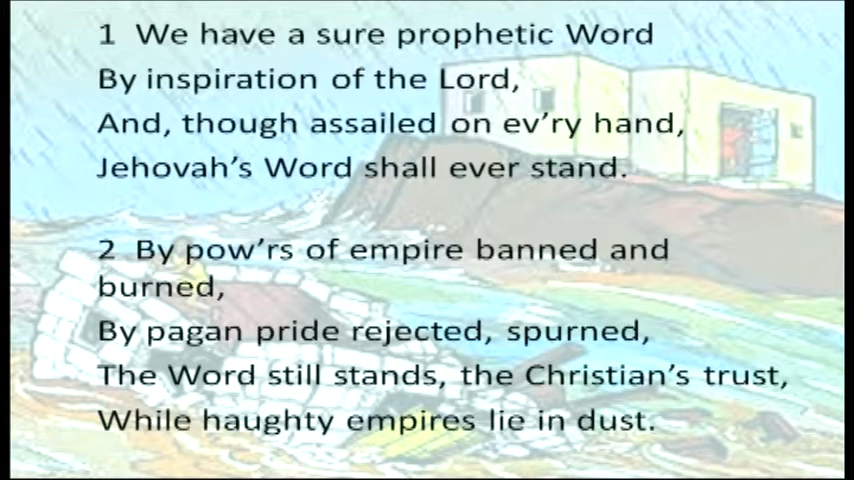 1 We have a sure prophetic Word
By inspiration of the Lord,
And, though assailed on ev'ry hand,
Jehovah's Word shall ever stand.
2 By pow'rs of empire banned and
burned,
By pagan pride rejected, spurned,
The Word still stands, the Christian's trust,
While haughty empires lie in dust.